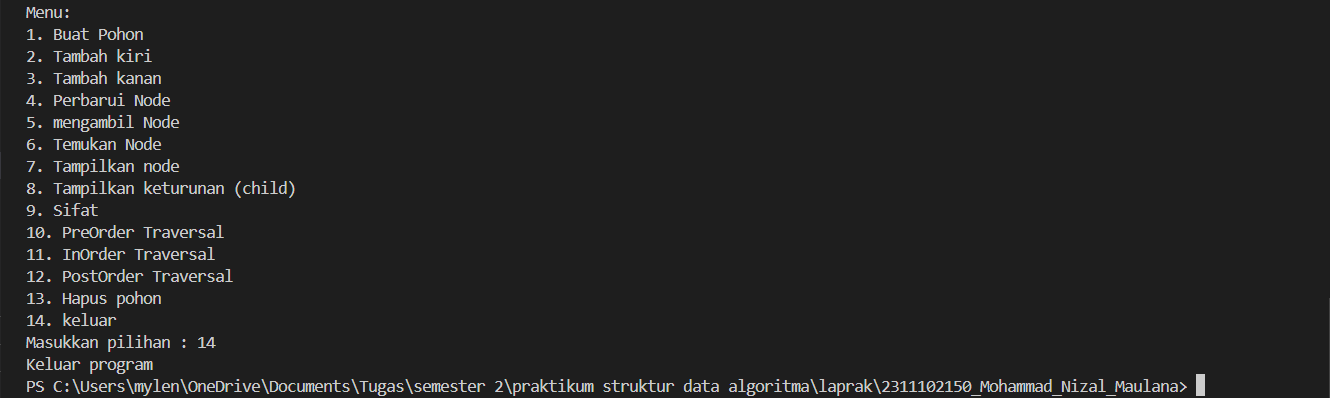 Menu:
1. Buat Pohon
2. Tambah kiri
3. Tambah kanan
4. Perbarui Node
5. mengambil Node
6. Temukan Node
7. Tampilkan node
8. Tampilkan keturunan (child)
9. Sifat
10. PreOrder Traversal
11. InOrder Traversal
12. PostOrder Traversal
13. Hapus pohon
14. keluar
Masukkan pilihan : 14
Keluar program
PS C:\Users\mylen\OneDrive\Documents\Tugas\semester 2\praktikum struktur data algoritma\laprak\2311102150_Mohammad_Nizal_Maulana>